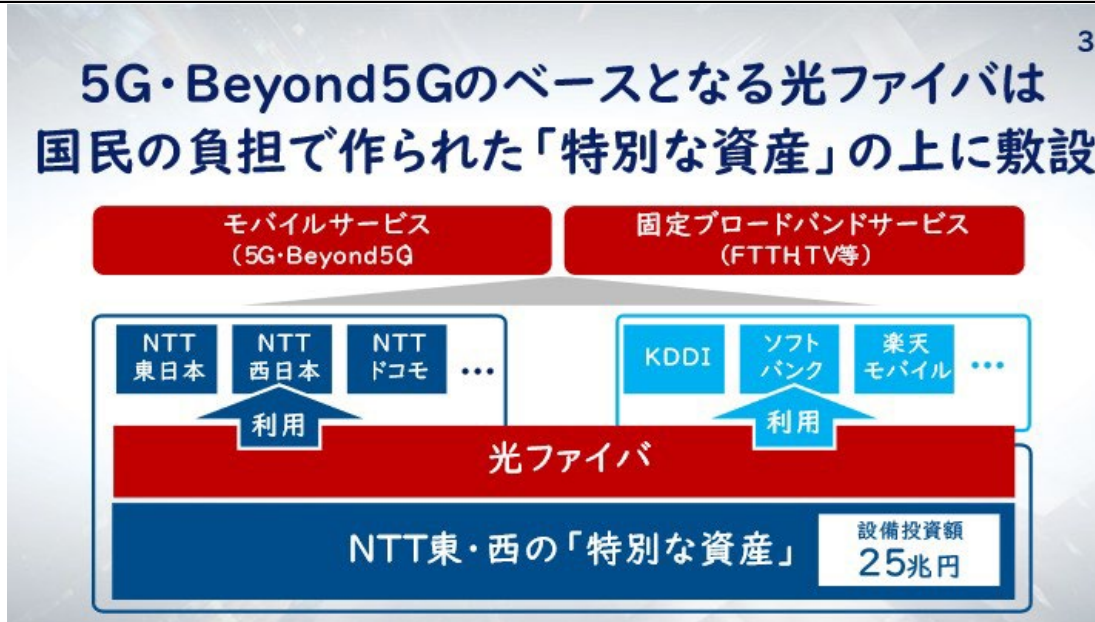 3
5G・Beyond5Gのベースとなる光ファイバは
国民の負担で作られた「特別な資産」の上に敷設
モバイルサービス
(5G・Beyond5G
固定ブロードバンドサービス
(FTTH,TV等)
NTT
東日本
NTT
西日本
NTT
ドコモ
…
KDDI
ソフト
バンク
楽天
モバイル
…
利用
利用
光ファイバ
NTT東・西の「特別な資産」
設備投資額
25兆円